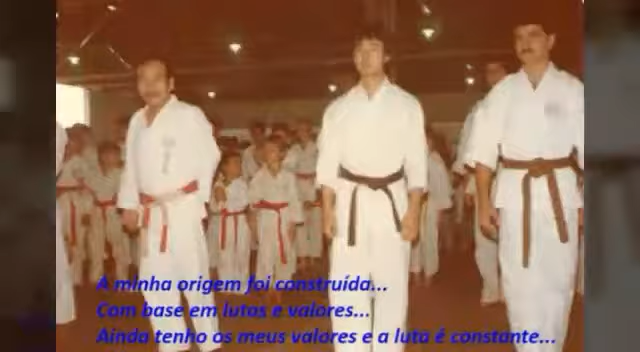 A minha origem foi construída...
Com base em lutas e valores...
Ainda tenho os meus valores e a luta é constante...